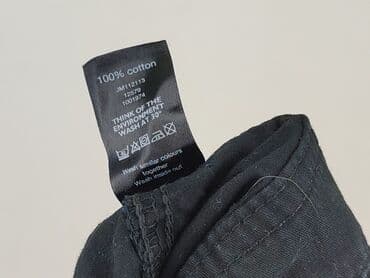 100% cotton
JM112113
12579
1001974
THINK OF THE
ENVIRONMENT
WASH AT 30°
Wash similar colours
together
Wash inside out